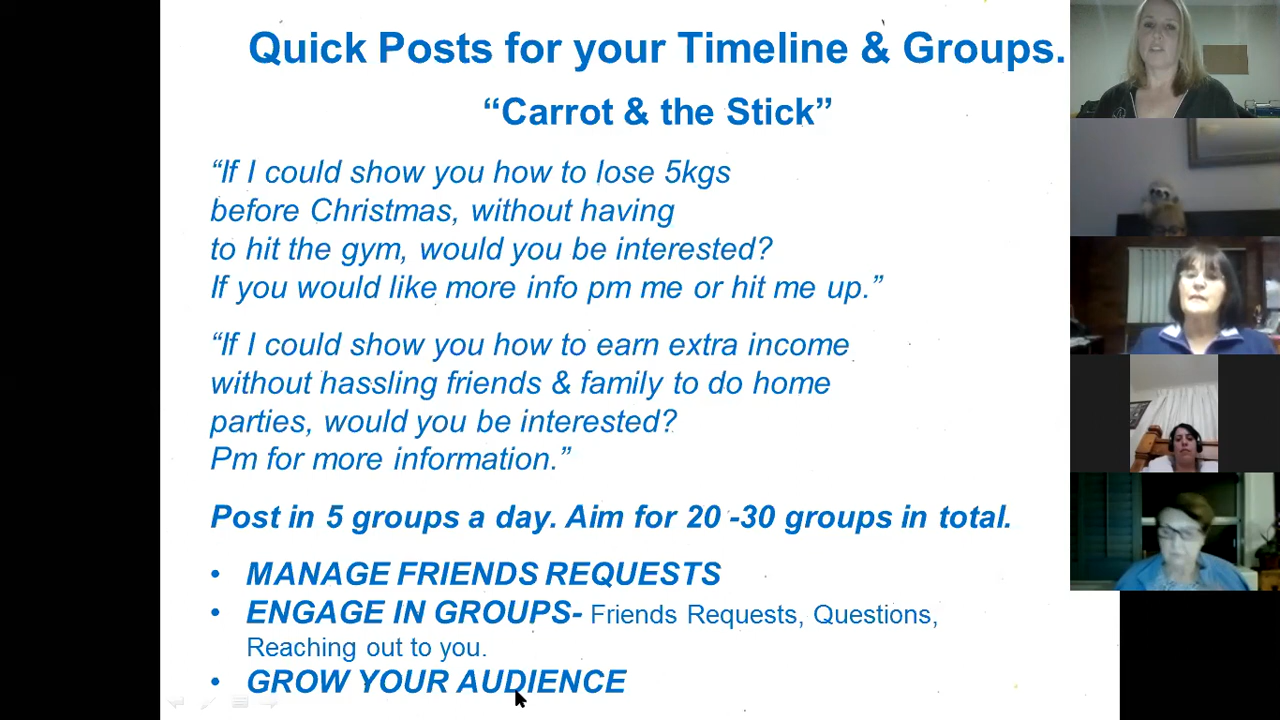 Quick Posts for your Timeline & Groups.
“Carrot & the Stick”
“If I could show you how to lose 5kgs
before Christmas, without having
to hit the gym, would you be interested?
If you would like more info pm me or hit me up.”
“If I could show you how to earn extra income
without hassling friends & family to do home
parties, would you be interested?
Pm for more information.”
Post in 5 groups a day. Aim for 20 -30 groups in total.
• MANAGE FRIENDS REQUESTS
• ENGAGE IN GROUPS- Friends Requests, Questions,
Reaching out to you.
• GROW YOUR AUDIENCE